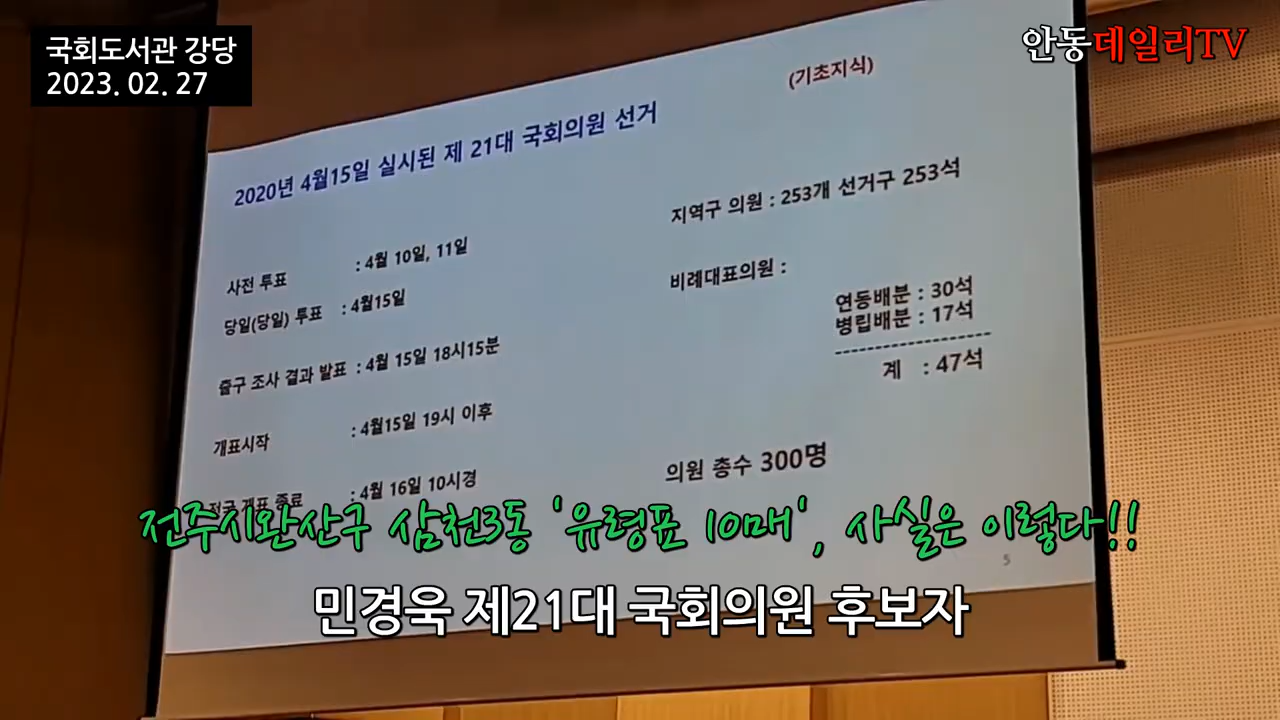 국회도서관 강당
2023. 02. 27
안동데일리TV
(기초지식)
2020년 4월15일 실시된 제 21대 국회의원 선거
사전 투표 : 4월 10일, 11일
당일(당일) 투표 : 4월15일
출구 조사 결과 발표 : 4월 15일 18시15분
개표시작 : 4월15일 19시 이후
전국 개표 종료 : 4월 16일 10시경
지역구 의원 : 253개 선거구 253석
비례대표의원 :
연동배분 : 30석
병립배분 : 17석
--------------------
계 : 47석
의원 총수 300명
5
전주시완산구 삼천3동 '유령표 10매', 사실은 이렇다!!
민경욱 제21대 국회의원 후보자